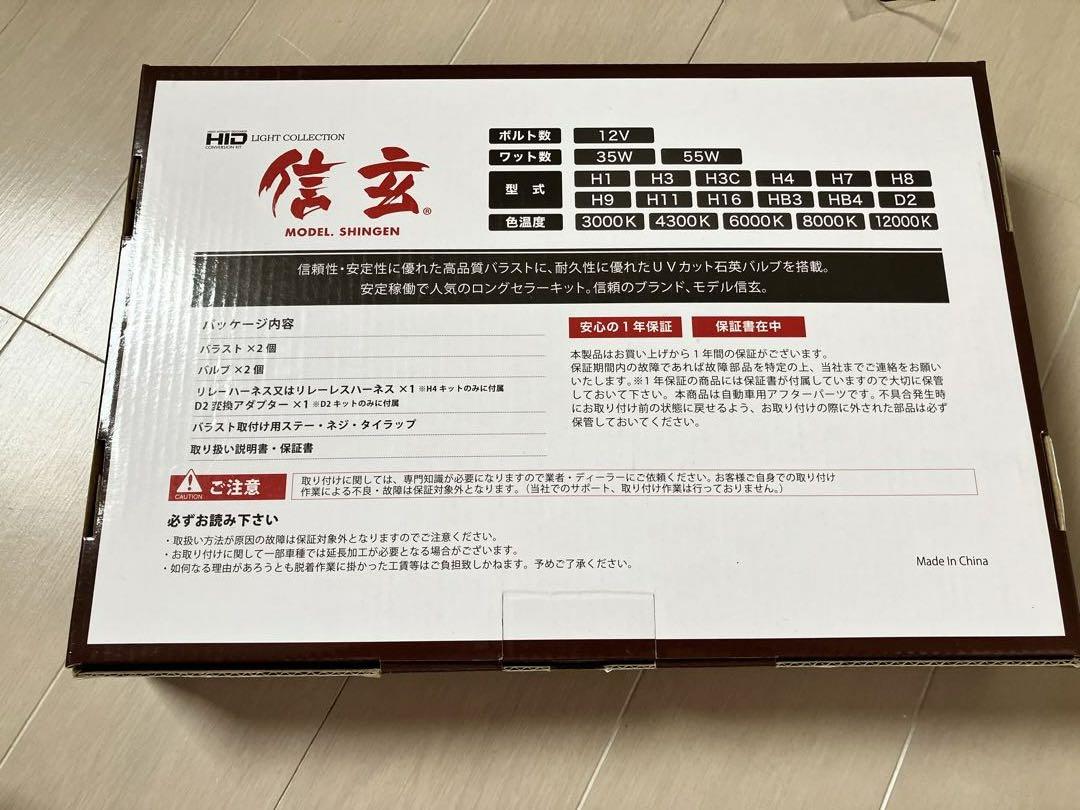 HID LIGHT COLLECTION
CONVERSION KIT
信玄®
MODEL. SHINGEN
ボルト数 12V
ワット数 35W 55W
型式 H1 H3 H3C H4 H7 H8
H9 H11 H16 HB3 HB4 D2
色温度 3000K 4300K 6000K 8000K 12000K
信頼性・安定性に優れた高品質バラストに、耐久性に優れたUVカット石英バルブを搭載。
安定稼働で人気のロングセラーキット。信頼のブランド、モデル信玄。
パッケージ内容
バラスト×2個
バルブ×2個
リレーハーネス又はリレーレスハーネス×1 ※H4キットのみに付属
D2変換アダプター×1 ※D2キットのみに付属
バラスト取付け用ステー・ネジ・タイラップ
取り扱い説明書・保証書
安心の1年保証 保証書在中
本製品はお買い上げから1年間の保証がございます。
保証期間内の故障であれば故障部品を特定の上、当社までご連絡をお願い
いたします。※1年保証の商品には保証書が付属していますので大切に保管
しておいて下さい。本商品は自動車用アフターパーツです。不具合発生時
にお取り付け前の状態に戻せるよう、お取り付けの際に外された部品は必ず
保管しておいてください。
CAUTION ご注意
取り付けに関しては、専門知識が必要になりますので業者・ディーラーにご依頼ください。お客様ご自身での取り付け
作業による不良・故障は保証対象外となります。（当社でのサポート、取り付け作業は行っておりません。）
必ずお読み下さい
・取扱い方法が原因の故障は保証対象外となりますのでご注意ください。
・お取り付けに関して一部車種では延長加工が必要となる場合がございます。
・如何なる理由があろうとも脱着作業に掛かった工賃等はご負担致しかねます。予めご了承ください。
Made In China